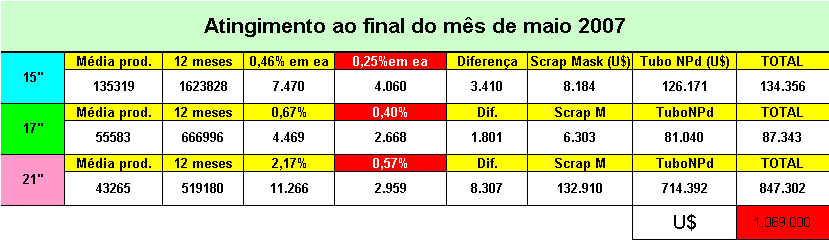 Atingimento ao final do mês de maio 2007
15" Média prod. 12 meses 0,46% em ea 0,25%em ea Diferença Scrap Mask (U$) Tubo NPd (U$) TOTAL
135319 1623828 7.470 4.060 3.410 8.184 126.171 134.356
17" Média prod. 12 meses 0,67% 0,40% Dif. Scrap M TuboNPd TOTAL
55583 666996 4.469 2.668 1.801 6.303 81.040 87.343
21" Média prod. 12 meses 2,17% 0,57% Dif. Scrap M TuboNPd TOTAL
43265 519180 11.266 2.959 8.307 132.910 714.392 847.302
U$ 1.069.000